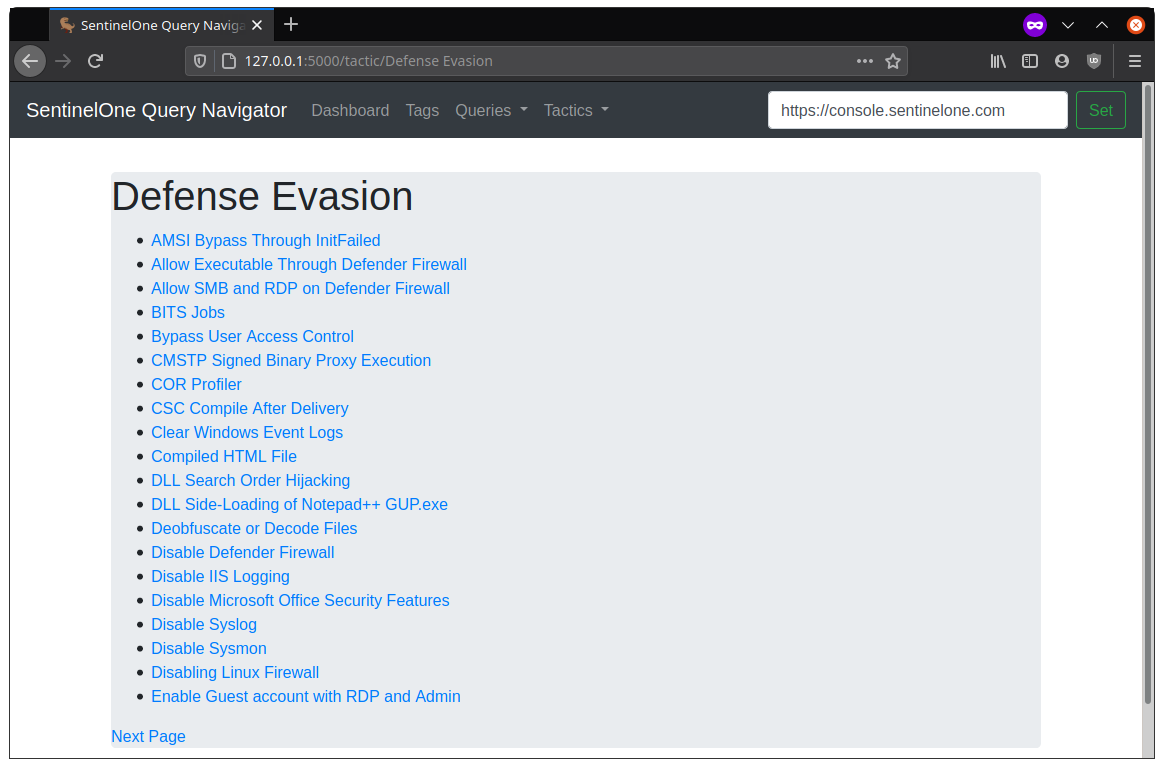 SentinelOne Query Naviga
127.0.0.1:5000/tactic/Defense Evasion
SentinelOne Query Navigator Dashboard Tags Queries Tactics https://console.sentinelone.com Set
Defense Evasion
AMSI Bypass Through InitFailed
Allow Executable Through Defender Firewall
Allow SMB and RDP on Defender Firewall
BITS Jobs
Bypass User Access Control
CMSTP Signed Binary Proxy Execution
COR Profiler
CSC Compile After Delivery
Clear Windows Event Logs
Compiled HTML File
DLL Search Order Hijacking
DLL Side-Loading of Notepad++ GUP.exe
Deobfuscate or Decode Files
Disable Defender Firewall
Disable IIS Logging
Disable Microsoft Office Security Features
Disable Syslog
Disable Sysmon
Disabling Linux Firewall
Enable Guest account with RDP and Admin
Next Page